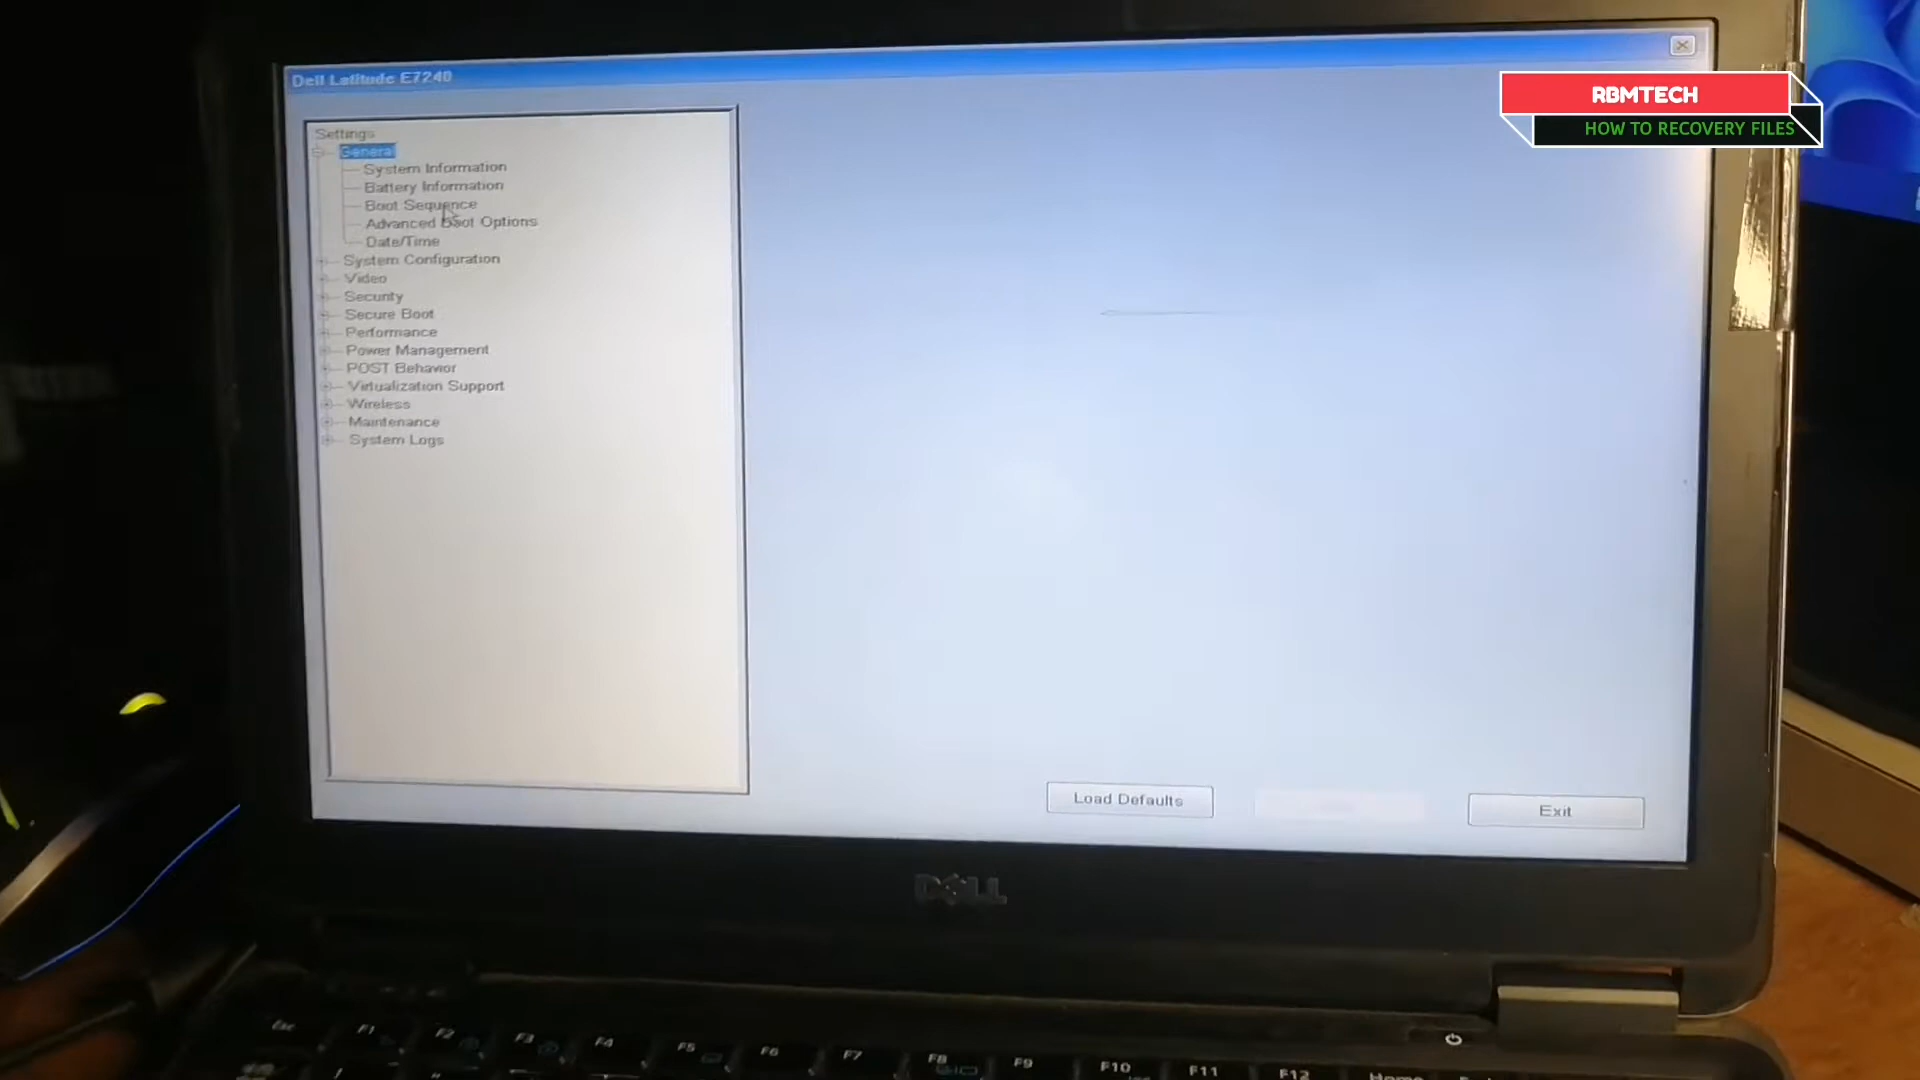 Dell Latitude E7240
RBMTECH
HOW TO RECOVERY FILES
Settings
General
System Information
Battery Information
Boot Sequence
Advanced Boot Options
Date/Time
System Configuration
Video
Security
Secure Boot
Performance
Power Management
POST Behavior
Virtualization Support
Wireless
Maintenance
System Logs
Load Defaults
Exit
DELL
Esc
F1
F2
F3
F4
F5
F6
F7
F8
F9
F10
F11
F12
Home